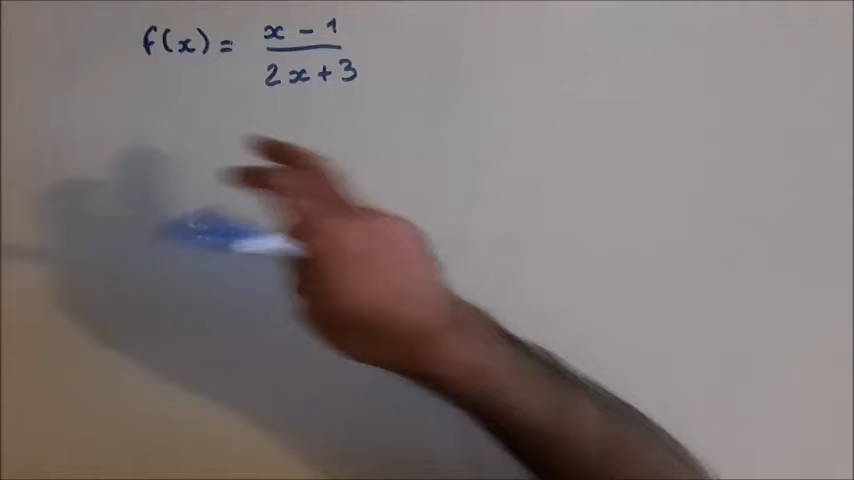 f(x) = x - 1
2x + 3